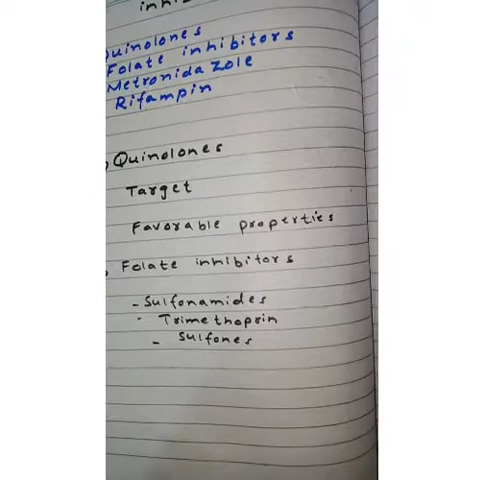 Quinolones
Folate inhibitors
Metronidazole
Rifampin
, Quinolones
Target
Favorable properties
, Folate inhibitors
- Sulfonamides
- Trimethoprin
- Sulfones